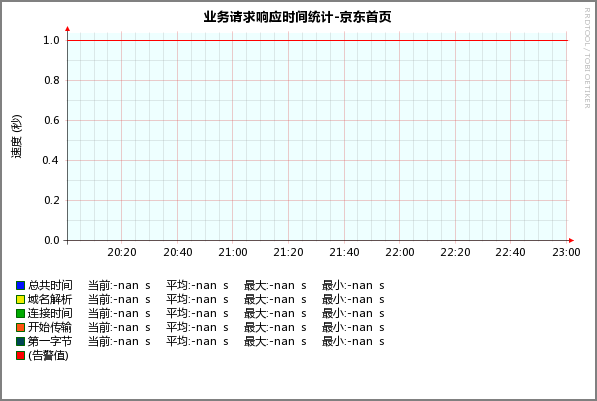 业务请求响应时间统计-京东首页
RRDTOOL / TOBI OETIKER
速度 (秒)
1.0
0.8
0.6
0.4
0.2
0.0
20:20 20:40 21:00 21:20 21:40 22:00 22:20 22:40 23:00
总共时间 当前:-nan s 平均:-nan s 最大:-nan s 最小:-nan s
域名解析 当前:-nan s 平均:-nan s 最大:-nan s 最小:-nan s
连接时间 当前:-nan s 平均:-nan s 最大:-nan s 最小:-nan s
开始传输 当前:-nan s 平均:-nan s 最大:-nan s 最小:-nan s
第一字节 当前:-nan s 平均:-nan s 最大:-nan s 最小:-nan s
(告警值)